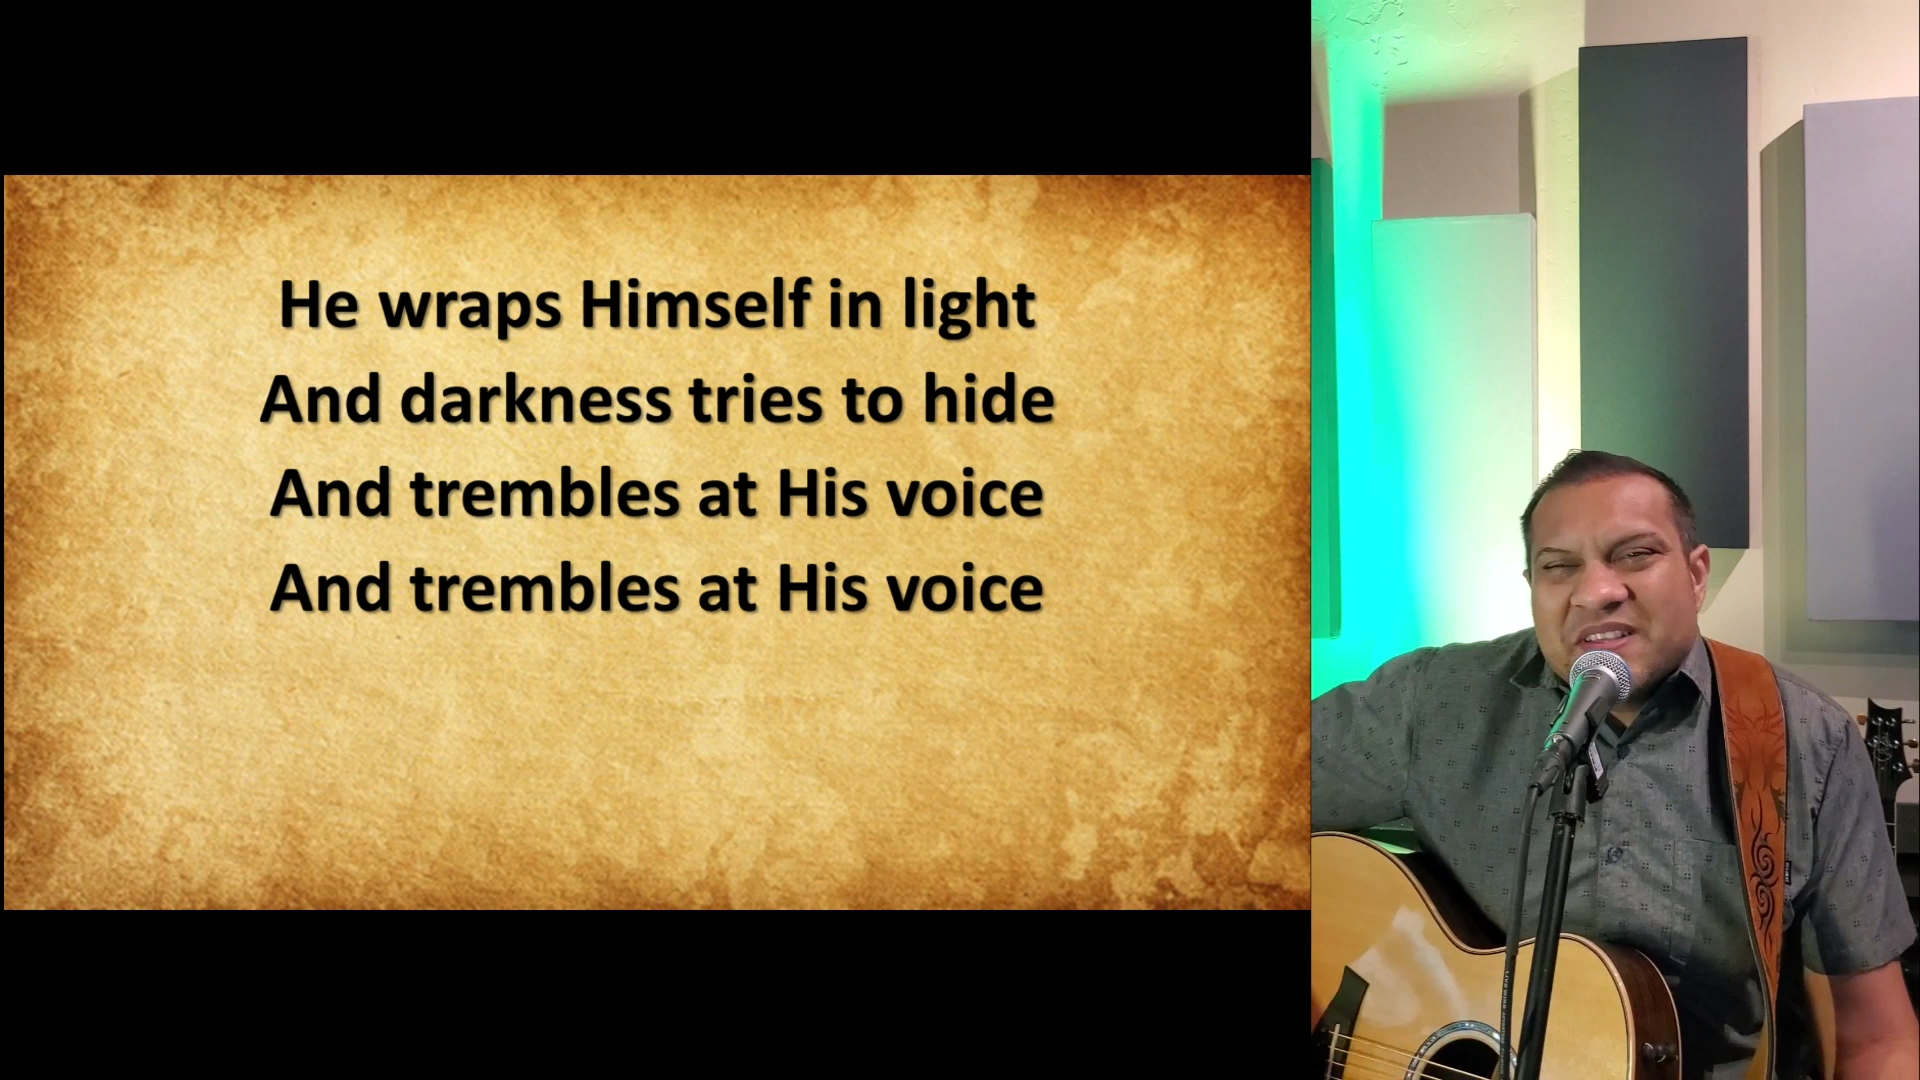 He wraps Himself in light
And darkness tries to hide
And trembles at His voice
And trembles at His voice